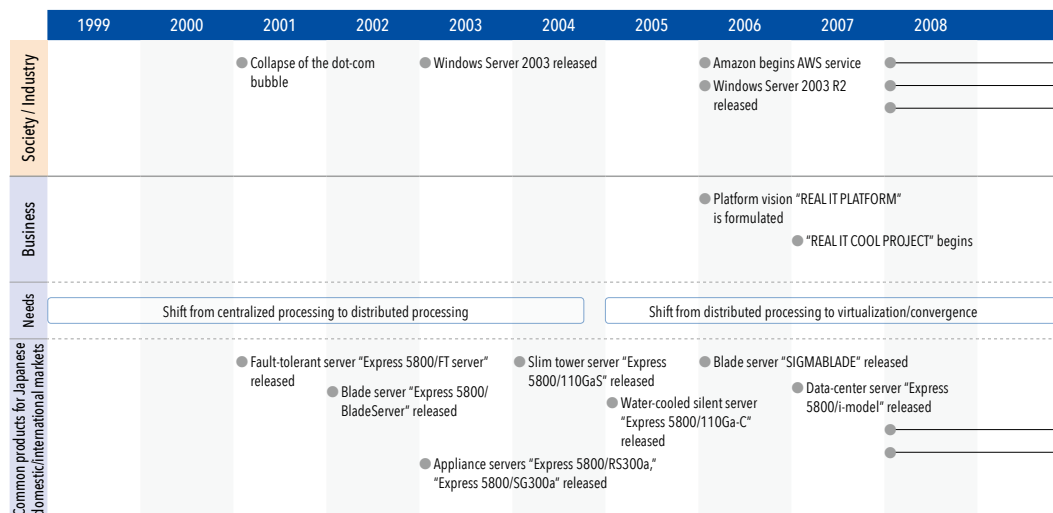 1999 2000 2001 2002 2003 2004 2005 2006 2007 2008
Society / Industry
Collapse of the dot-com
bubble
Windows Server 2003 released
Amazon begins AWS service
Windows Server 2003 R2
released
Business
Platform vision “REAL IT PLATFORM“
is formulated
“REAL IT COOL PROJECT” begins
Needs
Shift from centralized processing to distributed processing
Shift from distributed processing to virtualization/convergence
Common products for Japanese
domestic/international markets
Fault-tolerant server “Express 5800/FT server”
released
Blade server “Express 5800/
BladeServer” released
Appliance servers “Express 5800/RS300a,“
“Express 5800/SG300a” released
Slim tower server “Express
5800/110GaS” released
Water-cooled silent server
“Express 5800/110Ga-C”
released
Blade server “SIGMABLADE” released
Data-center server “Express
5800/i-model” released